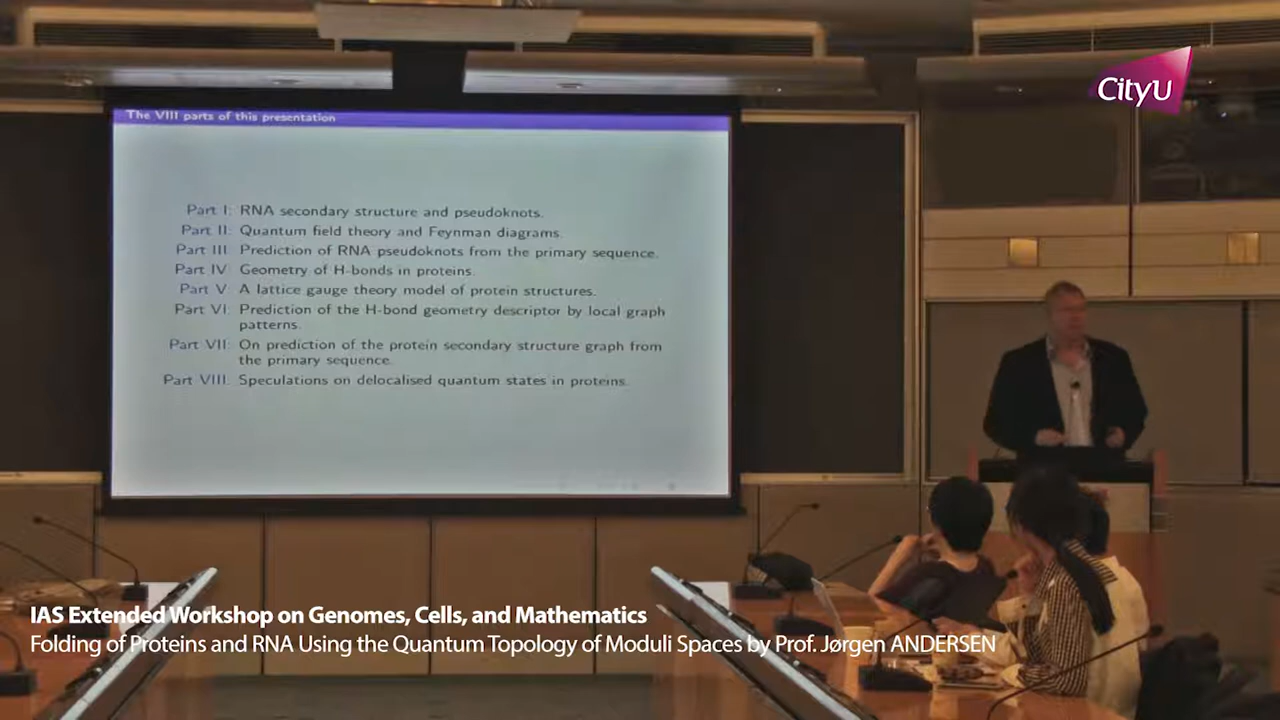 CityU
The VIII parts of this presentation
Part I: RNA secondary structure and pseudoknots.
Part II: Quantum field theory and Feynman diagrams.
Part III: Prediction of RNA pseudoknots from the primary sequence.
Part IV: Geometry of H-bonds in proteins.
Part V: A lattice gauge theory model of protein structures.
Part VI: Prediction of the H-bond geometry descriptor by local graph
patterns.
Part VII: On prediction of the protein secondary structure graph from
the primary sequence.
Part VIII: Speculations on delocalised quantum states in proteins.
IAS Extended Workshop on Genomes, Cells, and Mathematics
Folding of Proteins and RNA Using the Quantum Topology of Moduli Spaces by Prof. Jørgen ANDERSEN